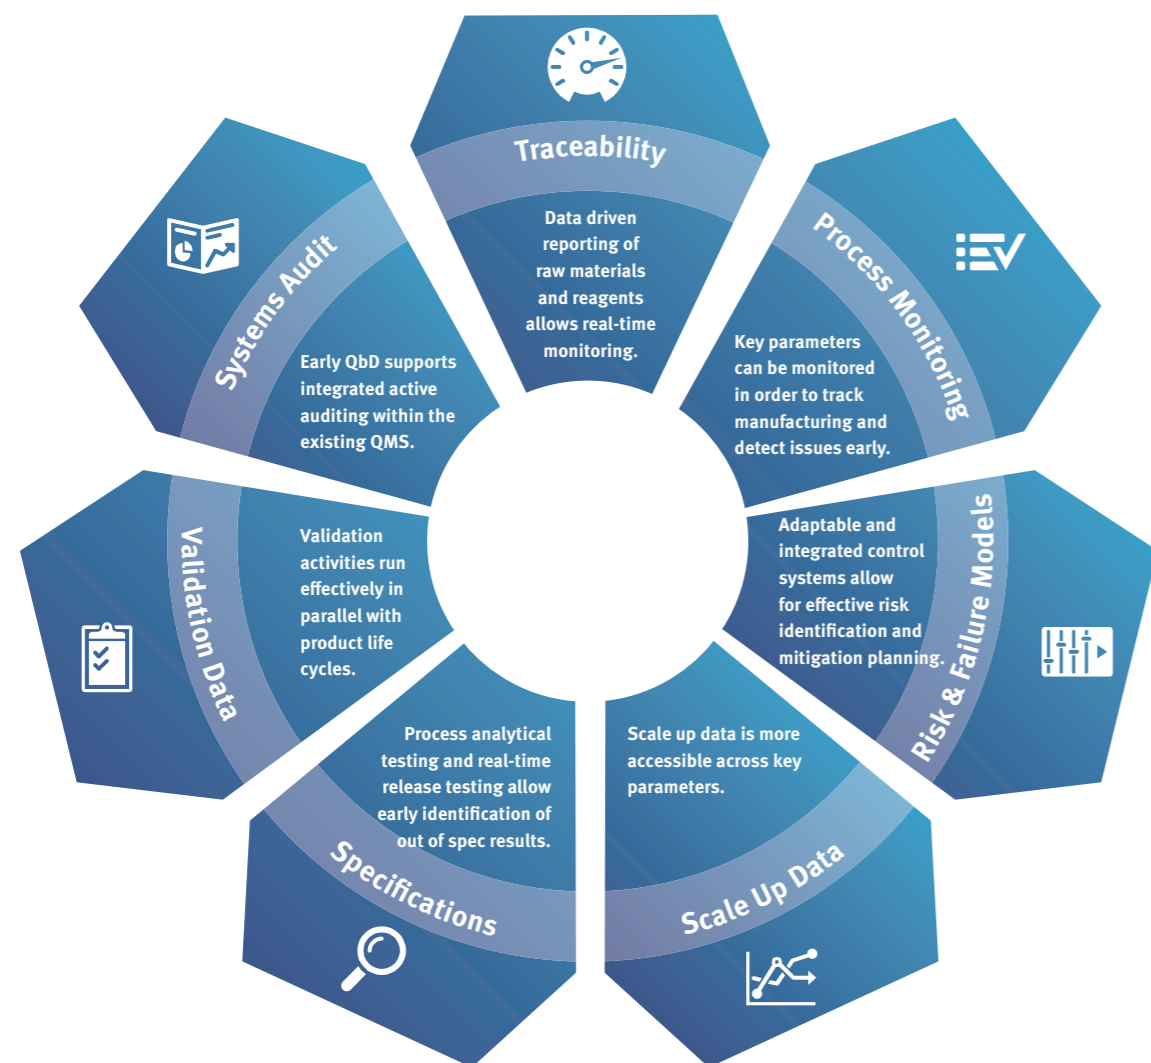 Traceability
Data driven
reporting of
raw materials
and reagents
allows real-time
monitoring.
Process Monitoring
Key parameters
can be monitored
in order to track
manufacturing and
detect issues early.
Risk & Failure Models
Adaptable and
integrated control
systems allow
for effective risk
identification and
mitigation planning.
Scale up data is more
accessible across key
parameters.
Scale Up Data
Process analytical
testing and real-time
release testing allow
early identification of
out of spec results.
Specifications
Validation Data
Validation
activities run
effectively in
parallel with
product life
cycles.
Systems Audit
Early QbD supports
integrated active
auditing within the
existing QMS.